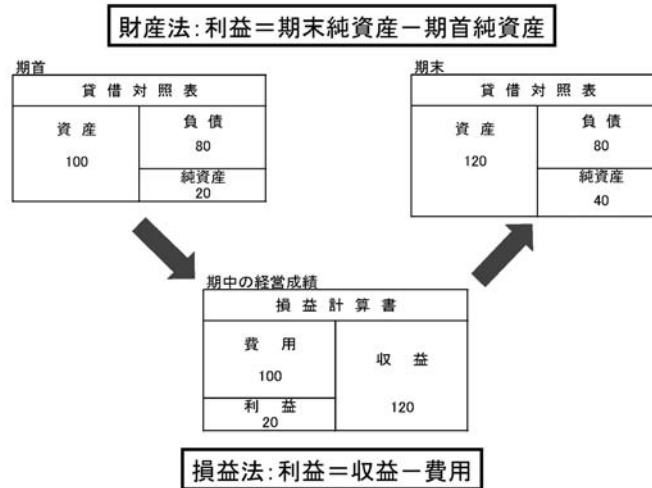 財産法:利益=期末純資産-期首純資産
期首
貸借対照表
資産
100
負債
80
純資産
20
期末
貸借対照表
資産
120
負債
80
純資産
40
期中の経営成績
損益計算書
費用
100
利益
20
収益
120
損益法:利益=収益-費用